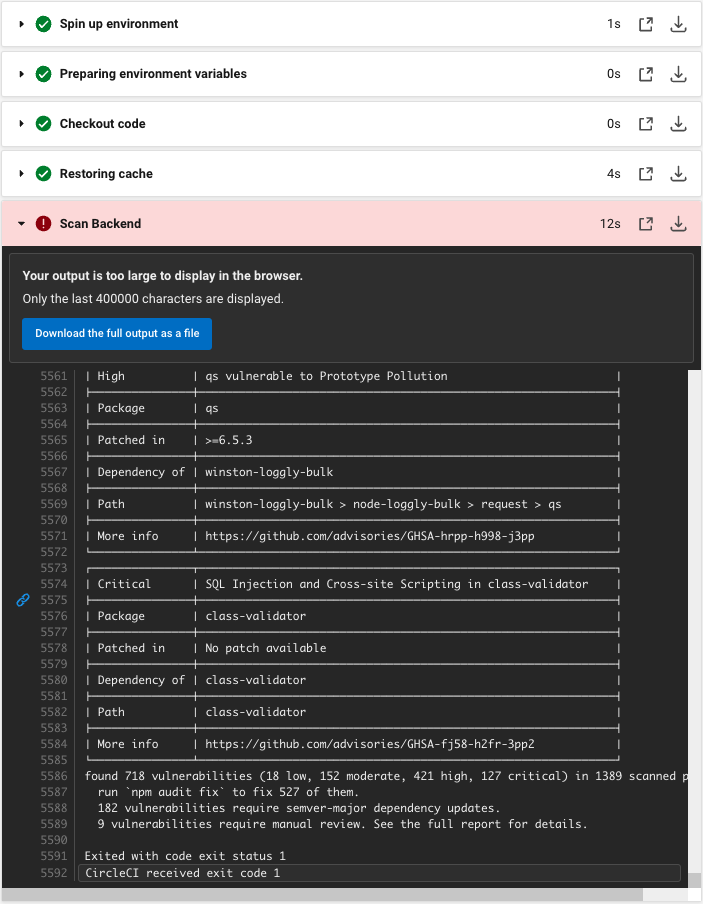 Spin up environment 1s
Preparing environment variables 0s
Checkout code 0s
Restoring cache 4s
Scan Backend 12s
Your output is too large to display in the browser.
Only the last 400000 characters are displayed.
Download the full output as a file
5561 | High | qs vulnerable to Prototype Pollution |
5562
5563 | Package | qs |
5564
5565 | Patched in | >=6.5.3 |
5566
5567 | Dependency of | winston-loggly-bulk |
5568
5569 | Path | winston-loggly-bulk > node-loggly-bulk > request > qs |
5570
5571 | More info | https://github.com/advisories/GHSA-hrpp-h998-j3pp |
5572
5573
5574 | Critical | SQL Injection and Cross-site Scripting in class-validator |
5575
5576 | Package | class-validator |
5577
5578 | Patched in | No patch available |
5579
5580 | Dependency of | class-validator |
5581
5582 | Path | class-validator |
5583
5584 | More info | https://github.com/advisories/GHSA-fj58-h2fr-3pp2 |
5585
5586 found 718 vulnerabilities (18 low, 152 moderate, 421 high, 127 critical) in 1389 scanned p
5587 run `npm audit fix` to fix 527 of them.
5588 182 vulnerabilities require semver-major dependency updates.
5589 9 vulnerabilities require manual review. See the full report for details.
5590
5591 Exited with code exit status 1
5592 CircleCI received exit code 1